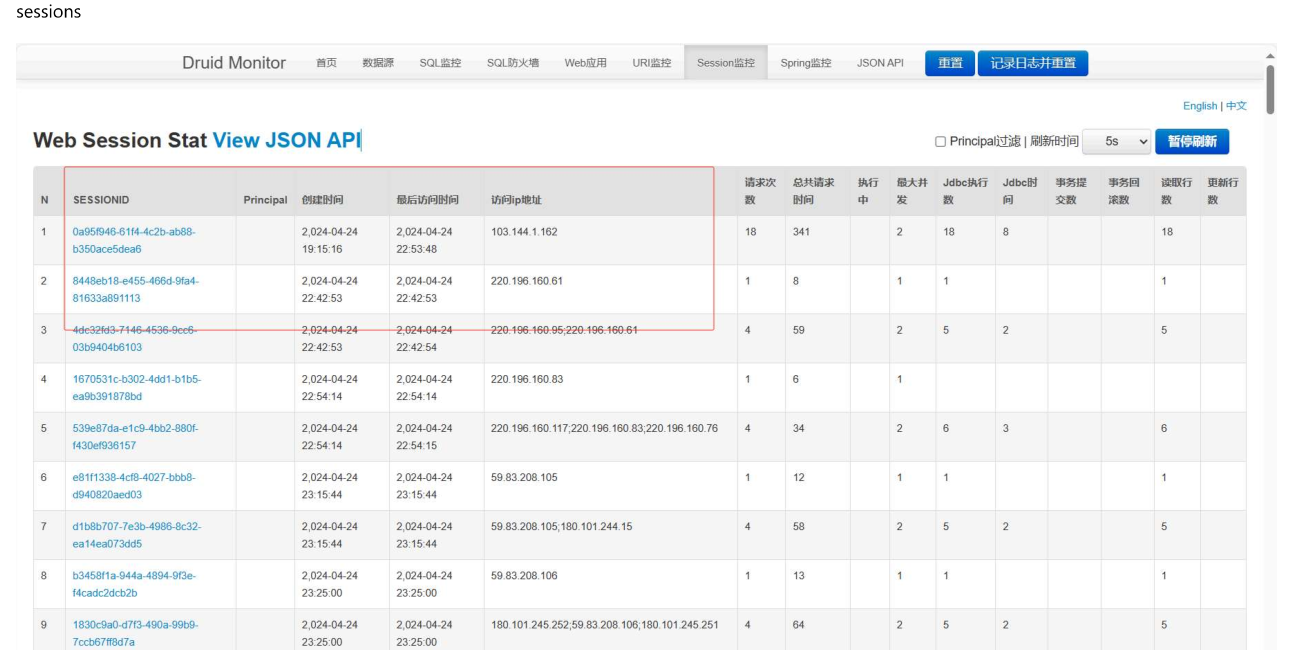 sessions
Druid Monitor 首页 数据源 SQL监控 SQL防火墙 Web应用 URI监控 Session监控 Spring监控 JSON API 重置 记录日志并重置
English | 中文
Web Session Stat View JSON API Principal过滤 | 刷新时间 5s 暂停刷新
N SESSIONID Principal 创建时间 最后访问时间 访问ip地址 请求次数 总共请求时间 执行中 最大并发 Jdbc执行数 Jdbc时间 事务提交数 事务回滚数 读取行数 更新行数
1 0a95f946-61f4-4c2b-ab88- 2,024-04-24 2,024-04-24 103.144.1.162 18 341 2 18 8 18
b350ace5dea6 19:15:16 22:53:48
2 8448eb18-e455-466d-9fa4- 2,024-04-24 2,024-04-24 220.196.160.61 1 8 1 1 1
81633a891113 22:42:53 22:42:53
3 4dc32fd3-7146-4536-9cc6- 2,024-04-24 2,024-04-24 220.196.160.95;220.196.160.61 4 59 2 5 2 5
03b9404b6103 22:42:53 22:42:54
4 1670531c-b302-4dd1-b1b5- 2,024-04-24 2,024-04-24 220.196.160.83 1 6 1
ea9b391878bd 22:54:14 22:54:14
5 539e87da-e1c9-4bb2-880f- 2,024-04-24 2,024-04-24 220.196.160.117;220.196.160.83;220.196.160.76 4 34 2 6 3 6
f430ef936157 22:54:14 22:54:15
6 e81f1338-4cf8-4027-bbb8- 2,024-04-24 2,024-04-24 59.83.208.105 1 12 1 1 1
d940820aed03 23:15:44 23:15:44
7 d1b8b707-7e3b-4986-8c32- 2,024-04-24 2,024-04-24 59.83.208.105;180.101.244.15 4 58 2 5 2 5
ea14ea073dd5 23:15:44 23:15:44
8 b3458f1a-944a-4894-9f3e- 2,024-04-24 2,024-04-24 59.83.208.106 1 13 1 1 1
f4cadc2dcb2b 23:25:00 23:25:00
9 1830c9a0-d7f3-490a-99b9- 2,024-04-24 2,024-04-24 180.101.245.252;59.83.208.106;180.101.245.251 4 64 2 5 2 5
7ccb67ff8d7a 23:25:00 23:25:00